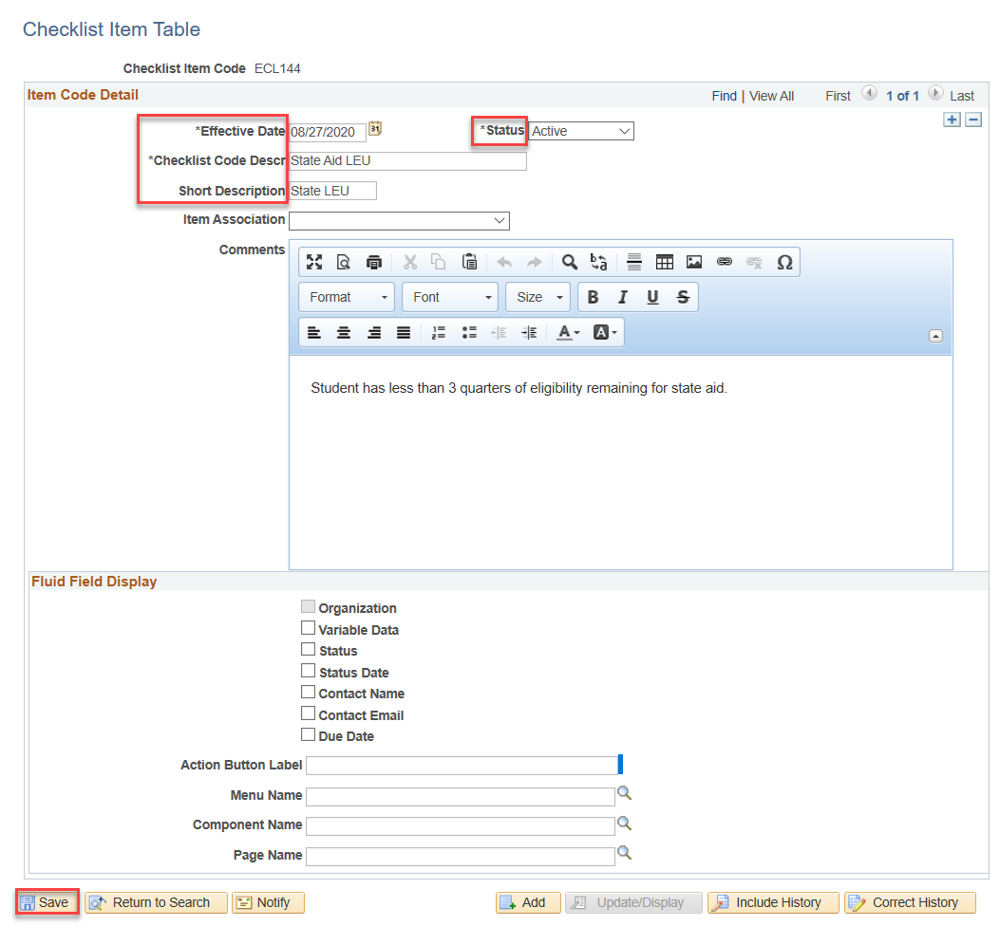 Checklist Item Table
Checklist Item Code ECL144
Item Code Detail Find | View All First 1 of 1 Last
*Effective Date 08/27/2020 31 *Status Active
*Checklist Code Descr State Aid LEU
Short Description State LEU
Item Association
Comments
Format Font Size B I U S
A A
Student has less than 3 quarters of eligibility remaining for state aid.
Fluid Field Display
Organization
Variable Data
Status
Status Date
Contact Name
Contact Email
Due Date
Action Button Label
Menu Name
Component Name
Page Name
Save Return to Search Notify Add Update/Display Include History Correct History